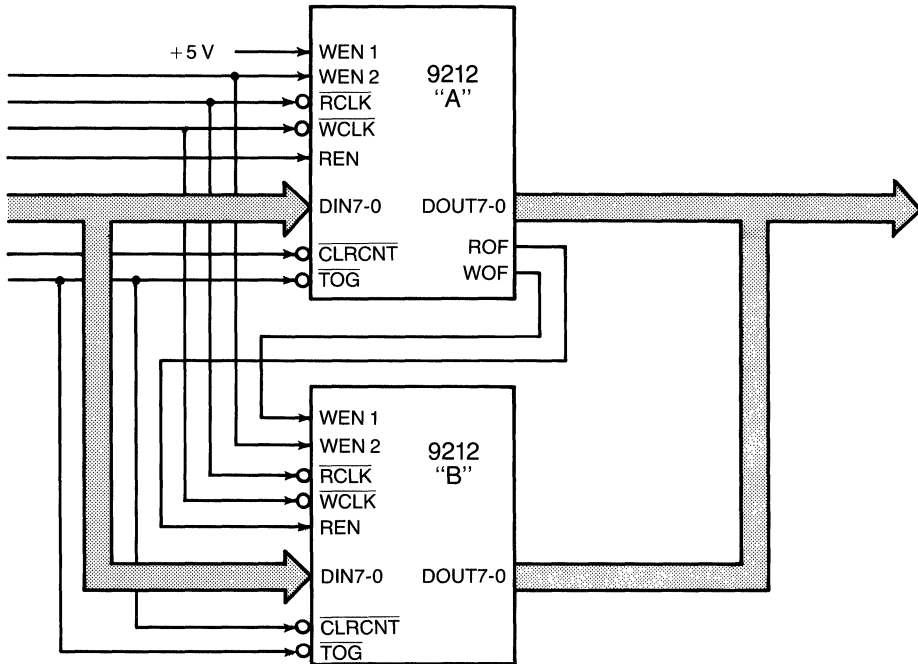 +5 V
WEN 1
WEN 2
RCLK
WCLK
REN
DIN7-0
CLRCNT
TOG
9212
“A”
DOUT7-0
ROF
WOF
WEN 1
WEN 2
RCLK
WCLK
REN
DIN7-0
CLRCNT
TOG
9212
“B”
DOUT7-0